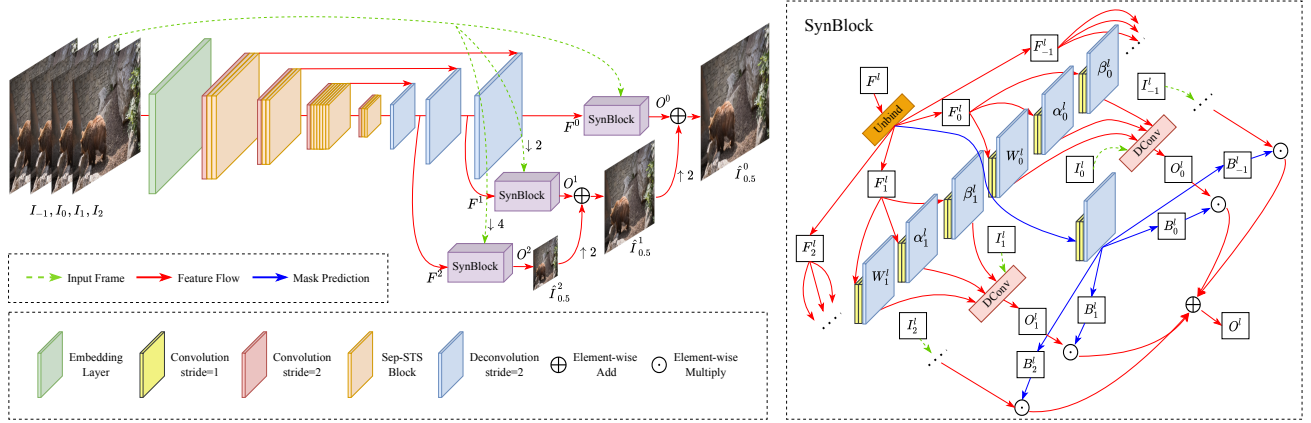 I_{-1}, I_0, I_1, I_2
F^0
SynBlock
O^0
Î^0_{0.5}
↓ 2
F^1
SynBlock
O^1
↑ 2
Î^1_{0.5}
↓ 4
F^2
SynBlock
O^2
↑ 2
Î^2_{0.5}
Input Frame
Feature Flow
Mask Prediction
Embedding
Layer
Convolution
stride=1
Convolution
stride=2
Sep-STS
Block
Deconvolution
stride=2
Element-wise
Add
Element-wise
Multiply
SynBlock
F^l
Unbind
F^l_{-1}
F^l_0
F^l_1
F^l_2
W^l_0
α^l_0
β^l_0
W^l_1
α^l_1
β^l_1
I^l_{-1}
I^l_0
I^l_1
I^l_2
DConv
DConv
O^l_0
O^l_1
B^l_{-1}
B^l_0
B^l_1
B^l_2
O^l